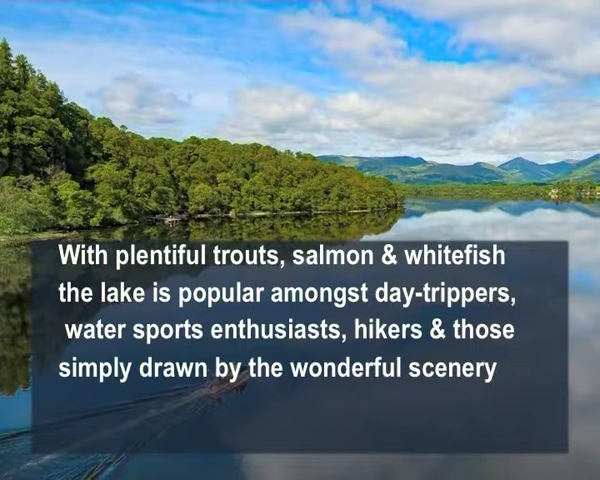 With plentiful trouts, salmon & whitefish
the lake is popular amongst day-trippers,
water sports enthusiasts, hikers & those
simply drawn by the wonderful scenery